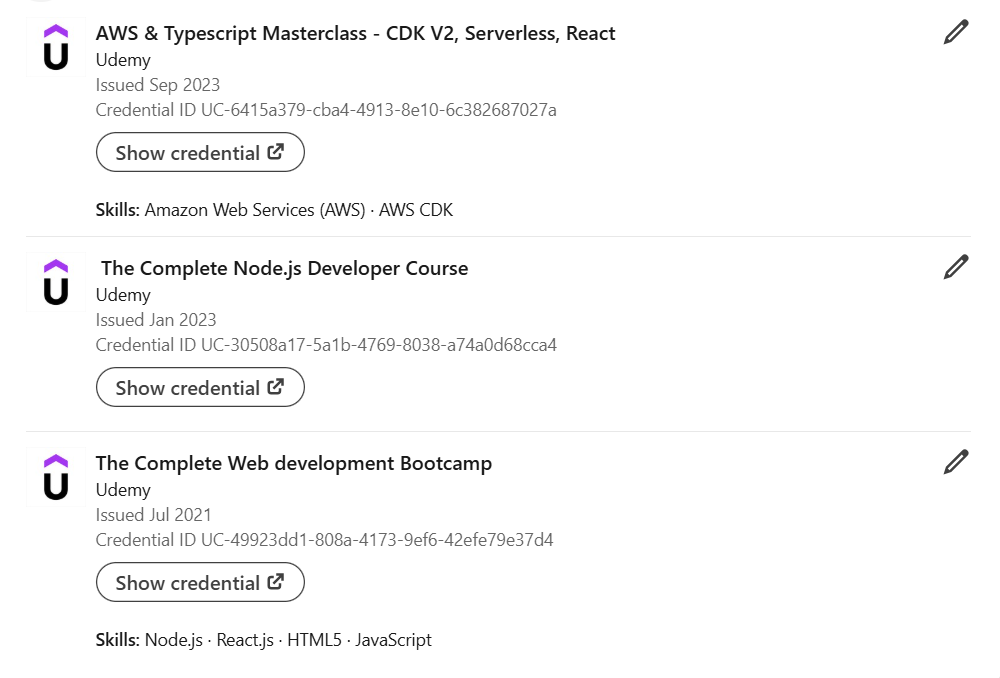 AWS & Typescript Masterclass - CDK V2, Serverless, React
Udemy
Issued Sep 2023
Credential ID UC-6415a379-cba4-4913-8e10-6c382687027a
Show credential
Skills: Amazon Web Services (AWS) · AWS CDK
The Complete Node.js Developer Course
Udemy
Issued Jan 2023
Credential ID UC-30508a17-5a1b-4769-8038-a74a0d68cca4
Show credential
The Complete Web development Bootcamp
Udemy
Issued Jul 2021
Credential ID UC-49923dd1-808a-4173-9ef6-42efe79e37d4
Show credential
Skills: Node.js · React.js · HTML5 · JavaScript